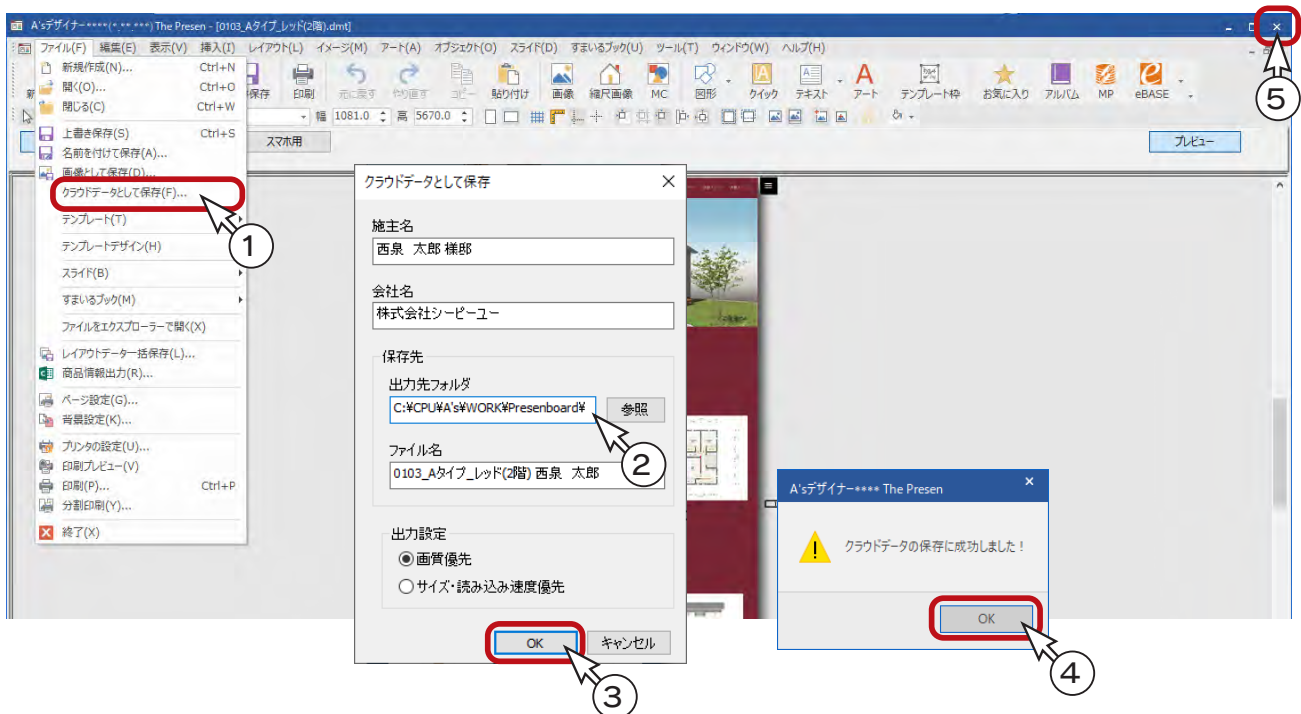 A'sデザイナー****(*.**.***) The Presen - [0103_Aタイプ_レッド(2階).dmt]
ファイル(F) 編集(E) 表示(V) 挿入(I) レイアウト(L) イメージ(M) アート(A) オブジェクト(O) スライド(D) すまいるブック(U) ツール(T) ウィンドウ(W) ヘルプ(H)
保存 印刷 元に戻す やり直す コピー 貼り付け 画像 縮尺画像 MC 図形 クイック テキスト アート テンプレート枠 お気に入り アルバム MP eBASE
幅 1081.0 高 5670.0
スマホ用
プレビュー
新規作成(N)... Ctrl+N
開く(O)... Ctrl+O
閉じる(C) Ctrl+W
上書き保存(S) Ctrl+S
名前を付けて保存(A)...
画像として保存(D)...
クラウドデータとして保存(F)...
テンプレート(T)
テンプレートデザイン(H)
スライド(B)
すまいるブック(M)
ファイルをエクスプローラーで開く(X)
レイアウトデータ一括保存(L)...
商品情報出力(R)...
ページ設定(G)...
背景設定(K)...
プリンタの設定(U)...
印刷プレビュー(V)
印刷(P)... Ctrl+P
分割印刷(Y)...
終了(X)
1
クラウドデータとして保存
施主名
西泉 太郎 様邸
会社名
株式会社シーピーユー
保存先
出力先フォルダ
C:¥CPU¥A's¥WORK¥Presenboard¥
参照
2
ファイル名
0103_Aタイプ_レッド(2階) 西泉 太郎
出力設定
画質優先
サイズ・読み込み速度優先
OK
キャンセル
3
A'sデザイナー**** The Presen
クラウドデータの保存に成功しました！
OK
4
5